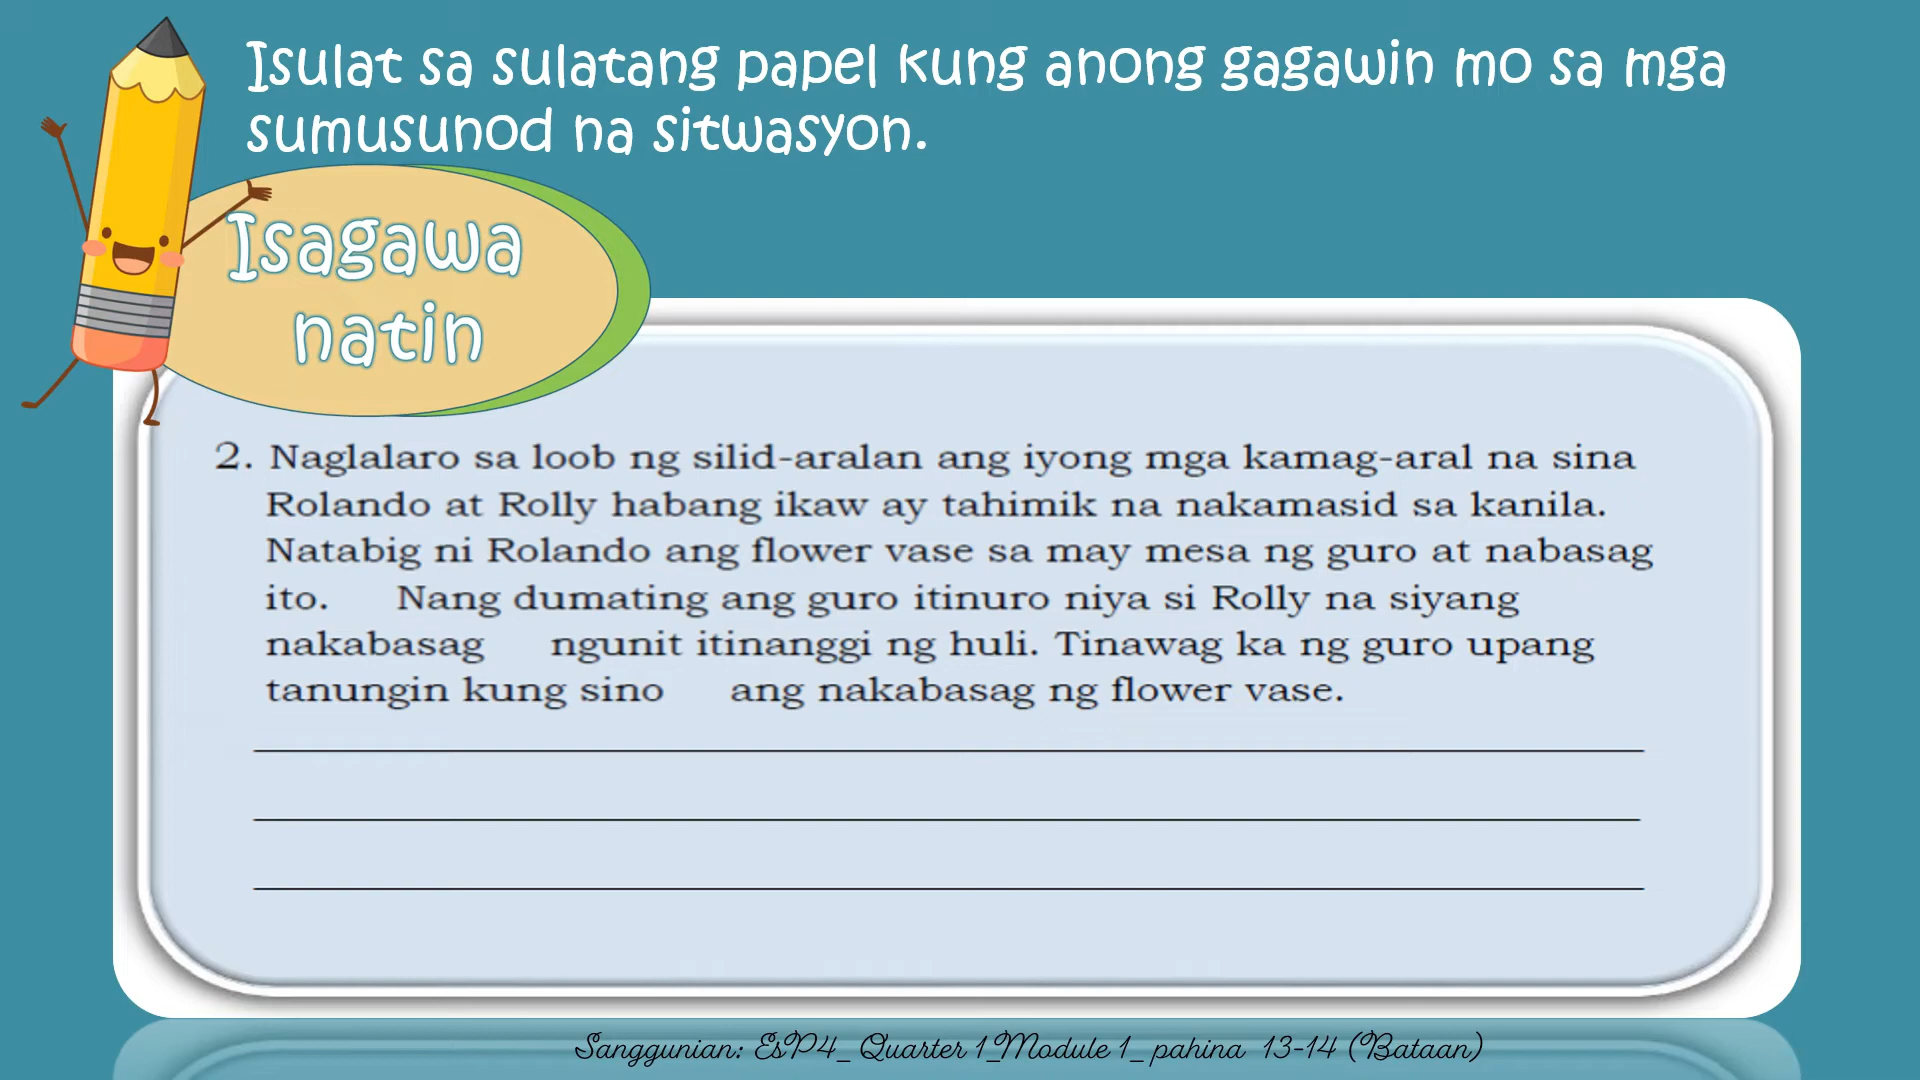 Isulat sa sulatang papel kung anong gagawin mo sa mga
sumusunod na sitwasyon.
Isagawa
natin
2. Naglalaro sa loob ng silid-aralan ang iyong mga kamag-aral na sina
Rolando at Rolly habang ikaw ay tahimik na nakamasid sa kanila.
Natabig ni Rolando ang flower vase sa may mesa ng guro at nabasag
ito. Nang dumating ang guro itinuro niya si Rolly na siyang
nakabasag ngunit itinanggi ng huli. Tinawag ka ng guro upang
tanungin kung sino ang nakabasag ng flower vase.
Sanggunian: EsP4_ Quarter 1_Module 1_ pahina 13-14 (Bataan)